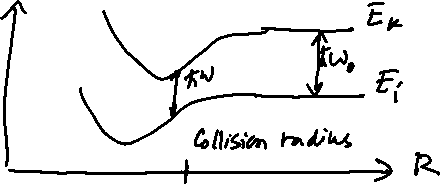 E_k
ħω ħω₀
E_i
Collision radius
R